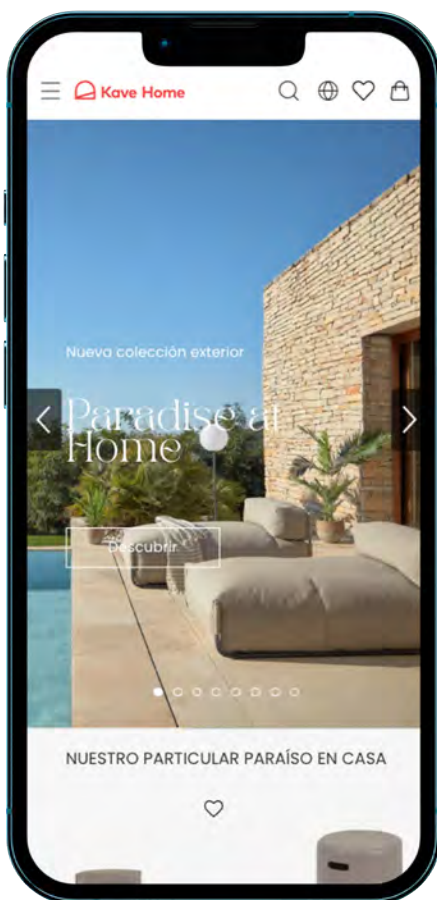 Kave Home
Nueva colección exterior
Paradise at
Home
Descubrir
NUESTRO PARTICULAR PARAÍSO EN CASA